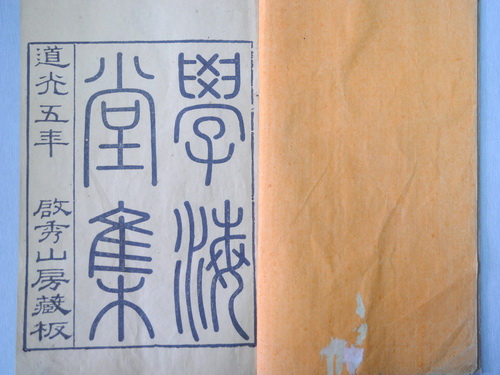 學海
堂集
道光五年 啟秀山房藏板